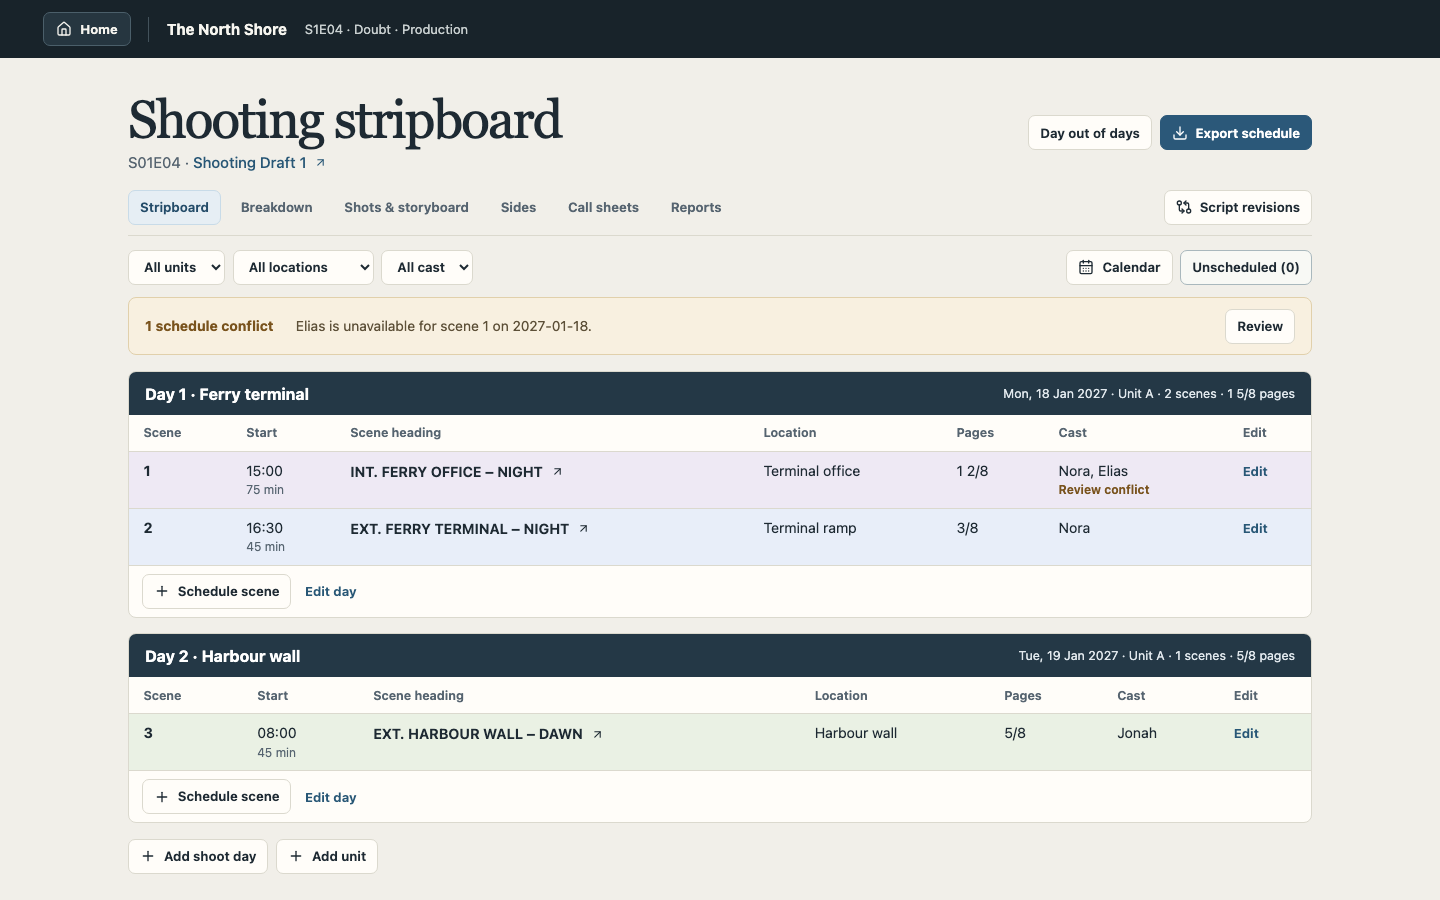 Home The North Shore S1E04 · Doubt · Production
Shooting stripboard
S01E04 · Shooting Draft 1
Day out of days Export schedule
Stripboard Breakdown Shots & storyboard Sides Call sheets Reports Script revisions
All units All locations All cast Calendar Unscheduled (0)
1 schedule conflict Elias is unavailable for scene 1 on 2027-01-18. Review
Day 1 · Ferry terminal Mon, 18 Jan 2027 · Unit A · 2 scenes · 1 5/8 pages
Scene Start Scene heading Location Pages Cast Edit
1 15:00 INT. FERRY OFFICE – NIGHT Terminal office 1 2/8 Nora, Elias Edit
75 min Review conflict
2 16:30 EXT. FERRY TERMINAL – NIGHT Terminal ramp 3/8 Nora Edit
45 min
Schedule scene Edit day
Day 2 · Harbour wall Tue, 19 Jan 2027 · Unit A · 1 scenes · 5/8 pages
Scene Start Scene heading Location Pages Cast Edit
3 08:00 EXT. HARBOUR WALL – DAWN Harbour wall 5/8 Jonah Edit
45 min
Schedule scene Edit day
Add shoot day Add unit